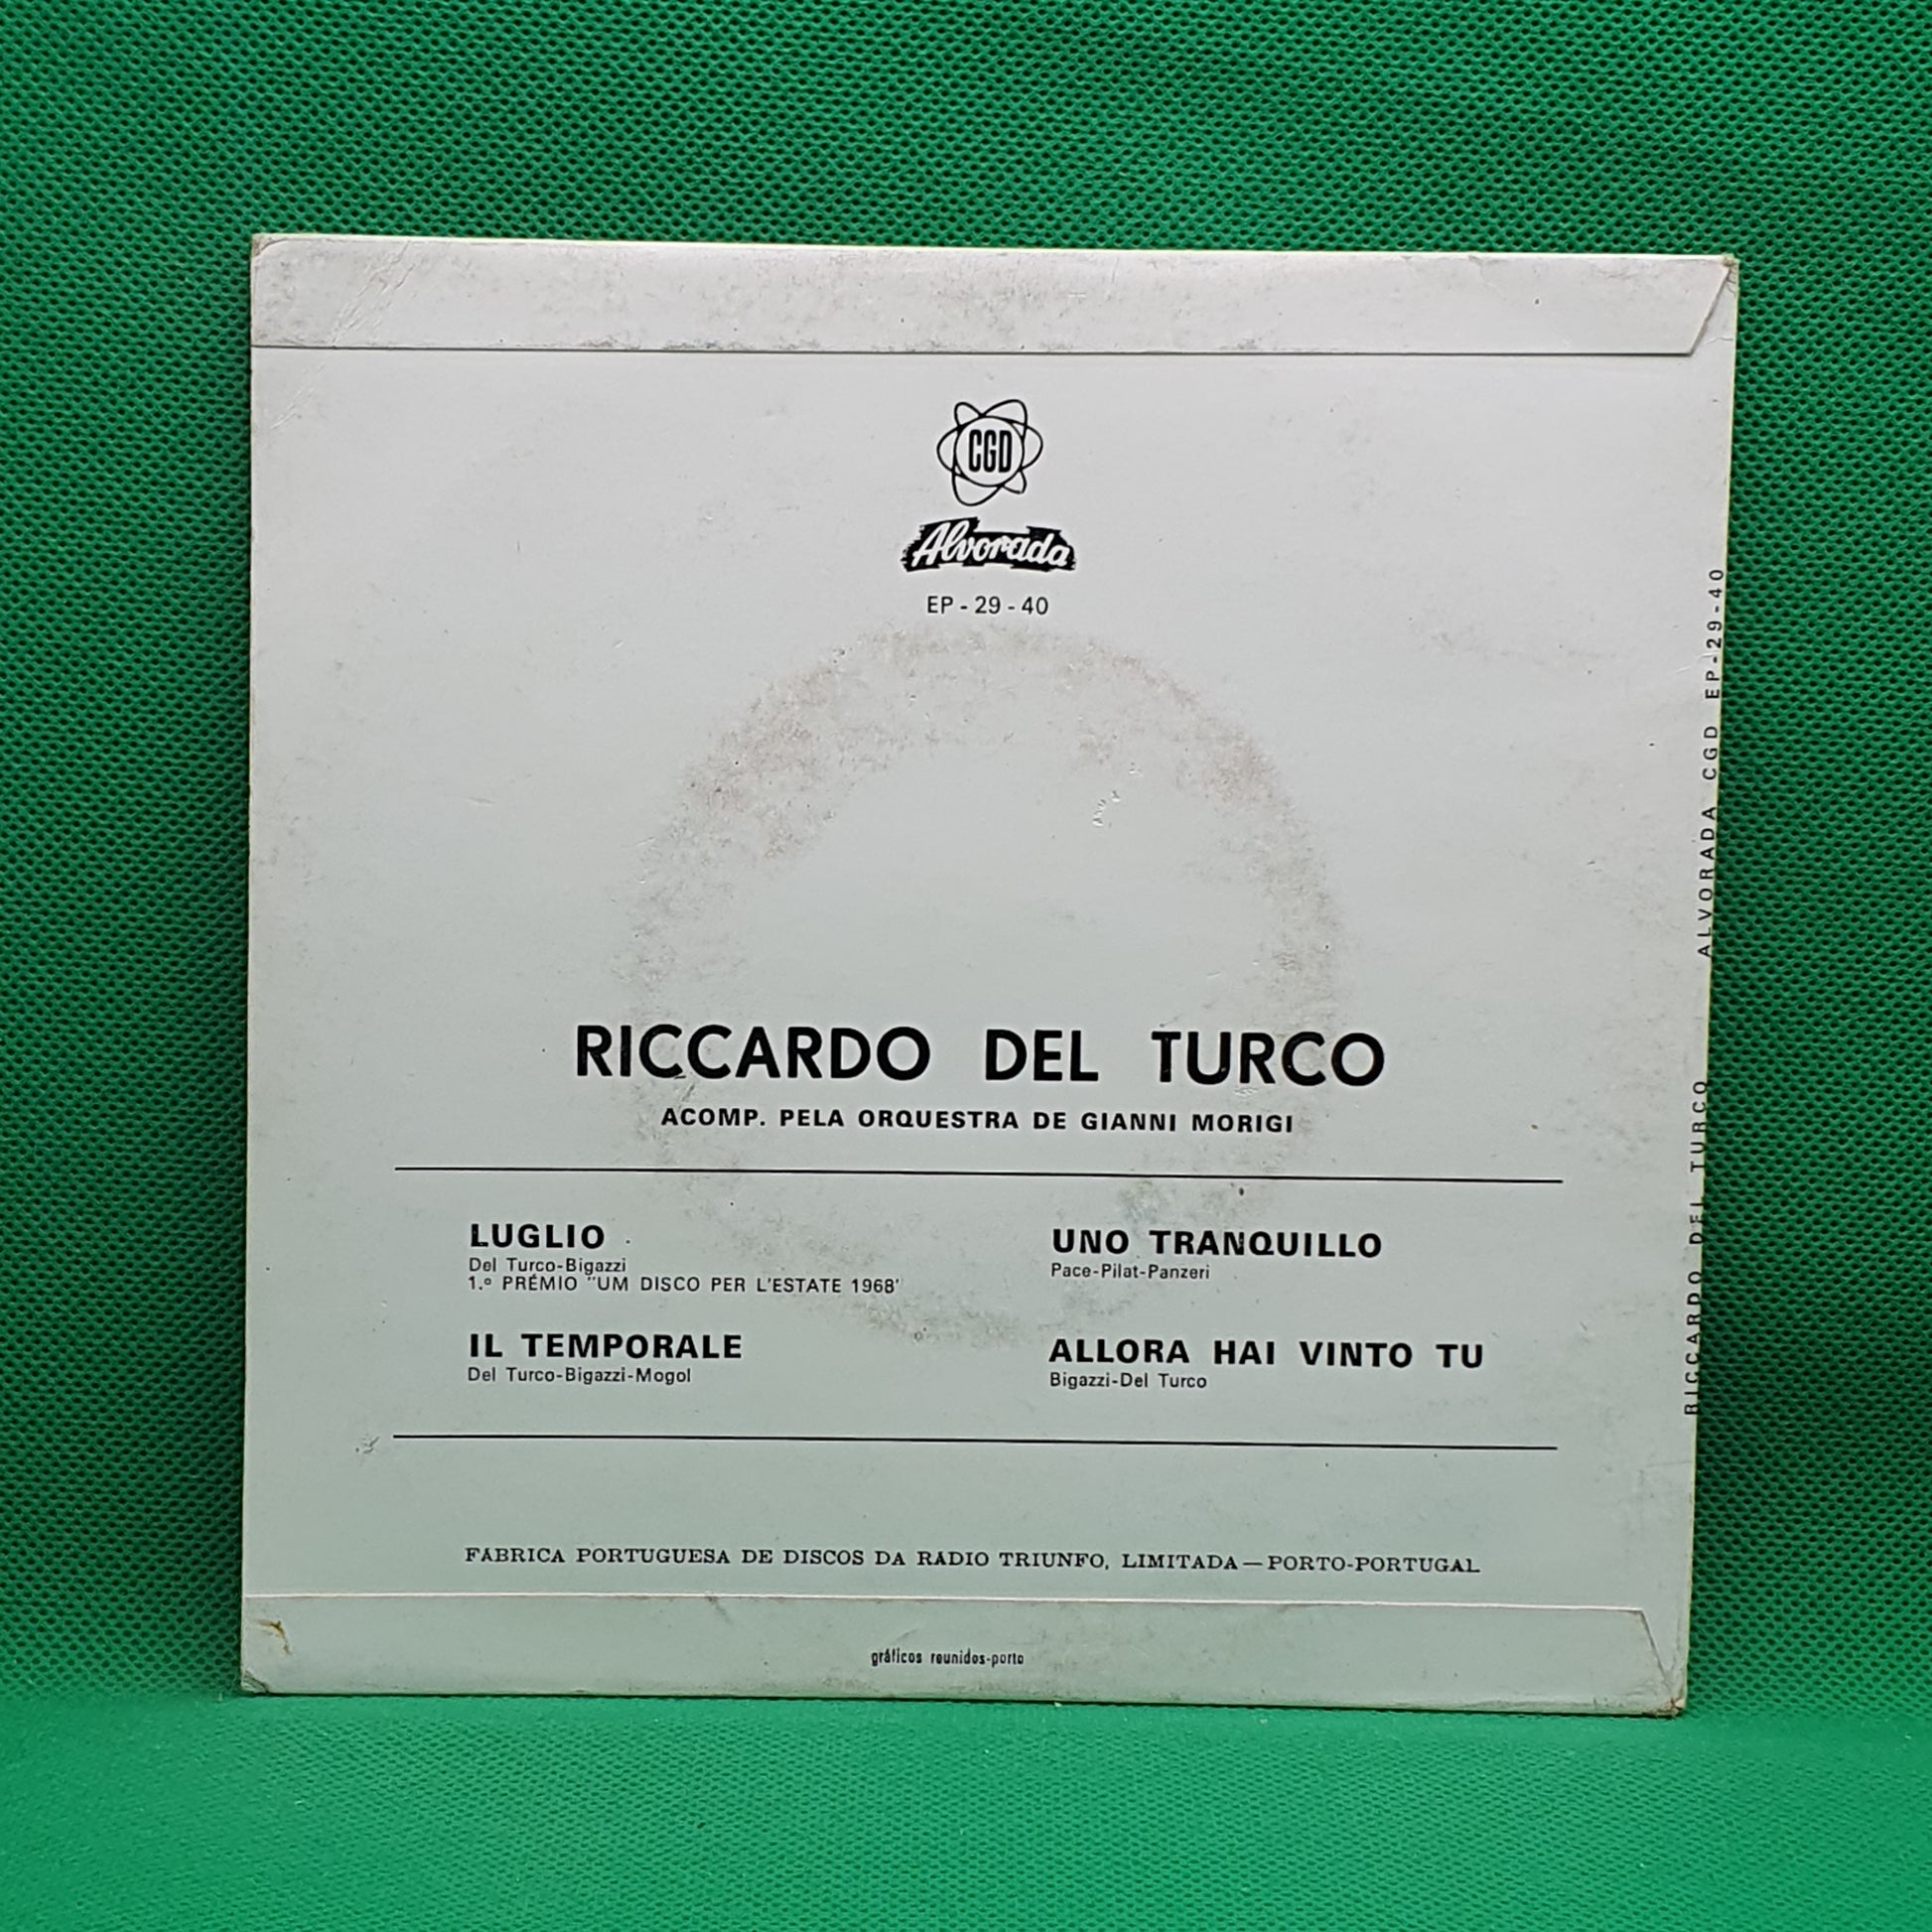 CGD
Alvorada
EP - 29 - 40
RICCARDO DEL TURCO
ACOMP. PELA ORQUESTRA DE GIANNI MORIGI
LUGLIO
Del Turco-Bigazzi
1.º PRÉMIO "UM DISCO PER L'ESTATE 1968'
IL TEMPORALE
Del Turco-Bigazzi-Mogol
UNO TRANQUILLO
Pace-Pilat-Panzeri
ALLORA HAI VINTO TU
Bigazzi-Del Turco
FÁBRICA PORTUGUESA DE DISCOS DA RÁDIO TRIUNFO, LIMITADA — PORTO-PORTUGAL
gráficos reunidos-porto
RICCARDO DEL TURCO ALVORADA CGD EP-29-40